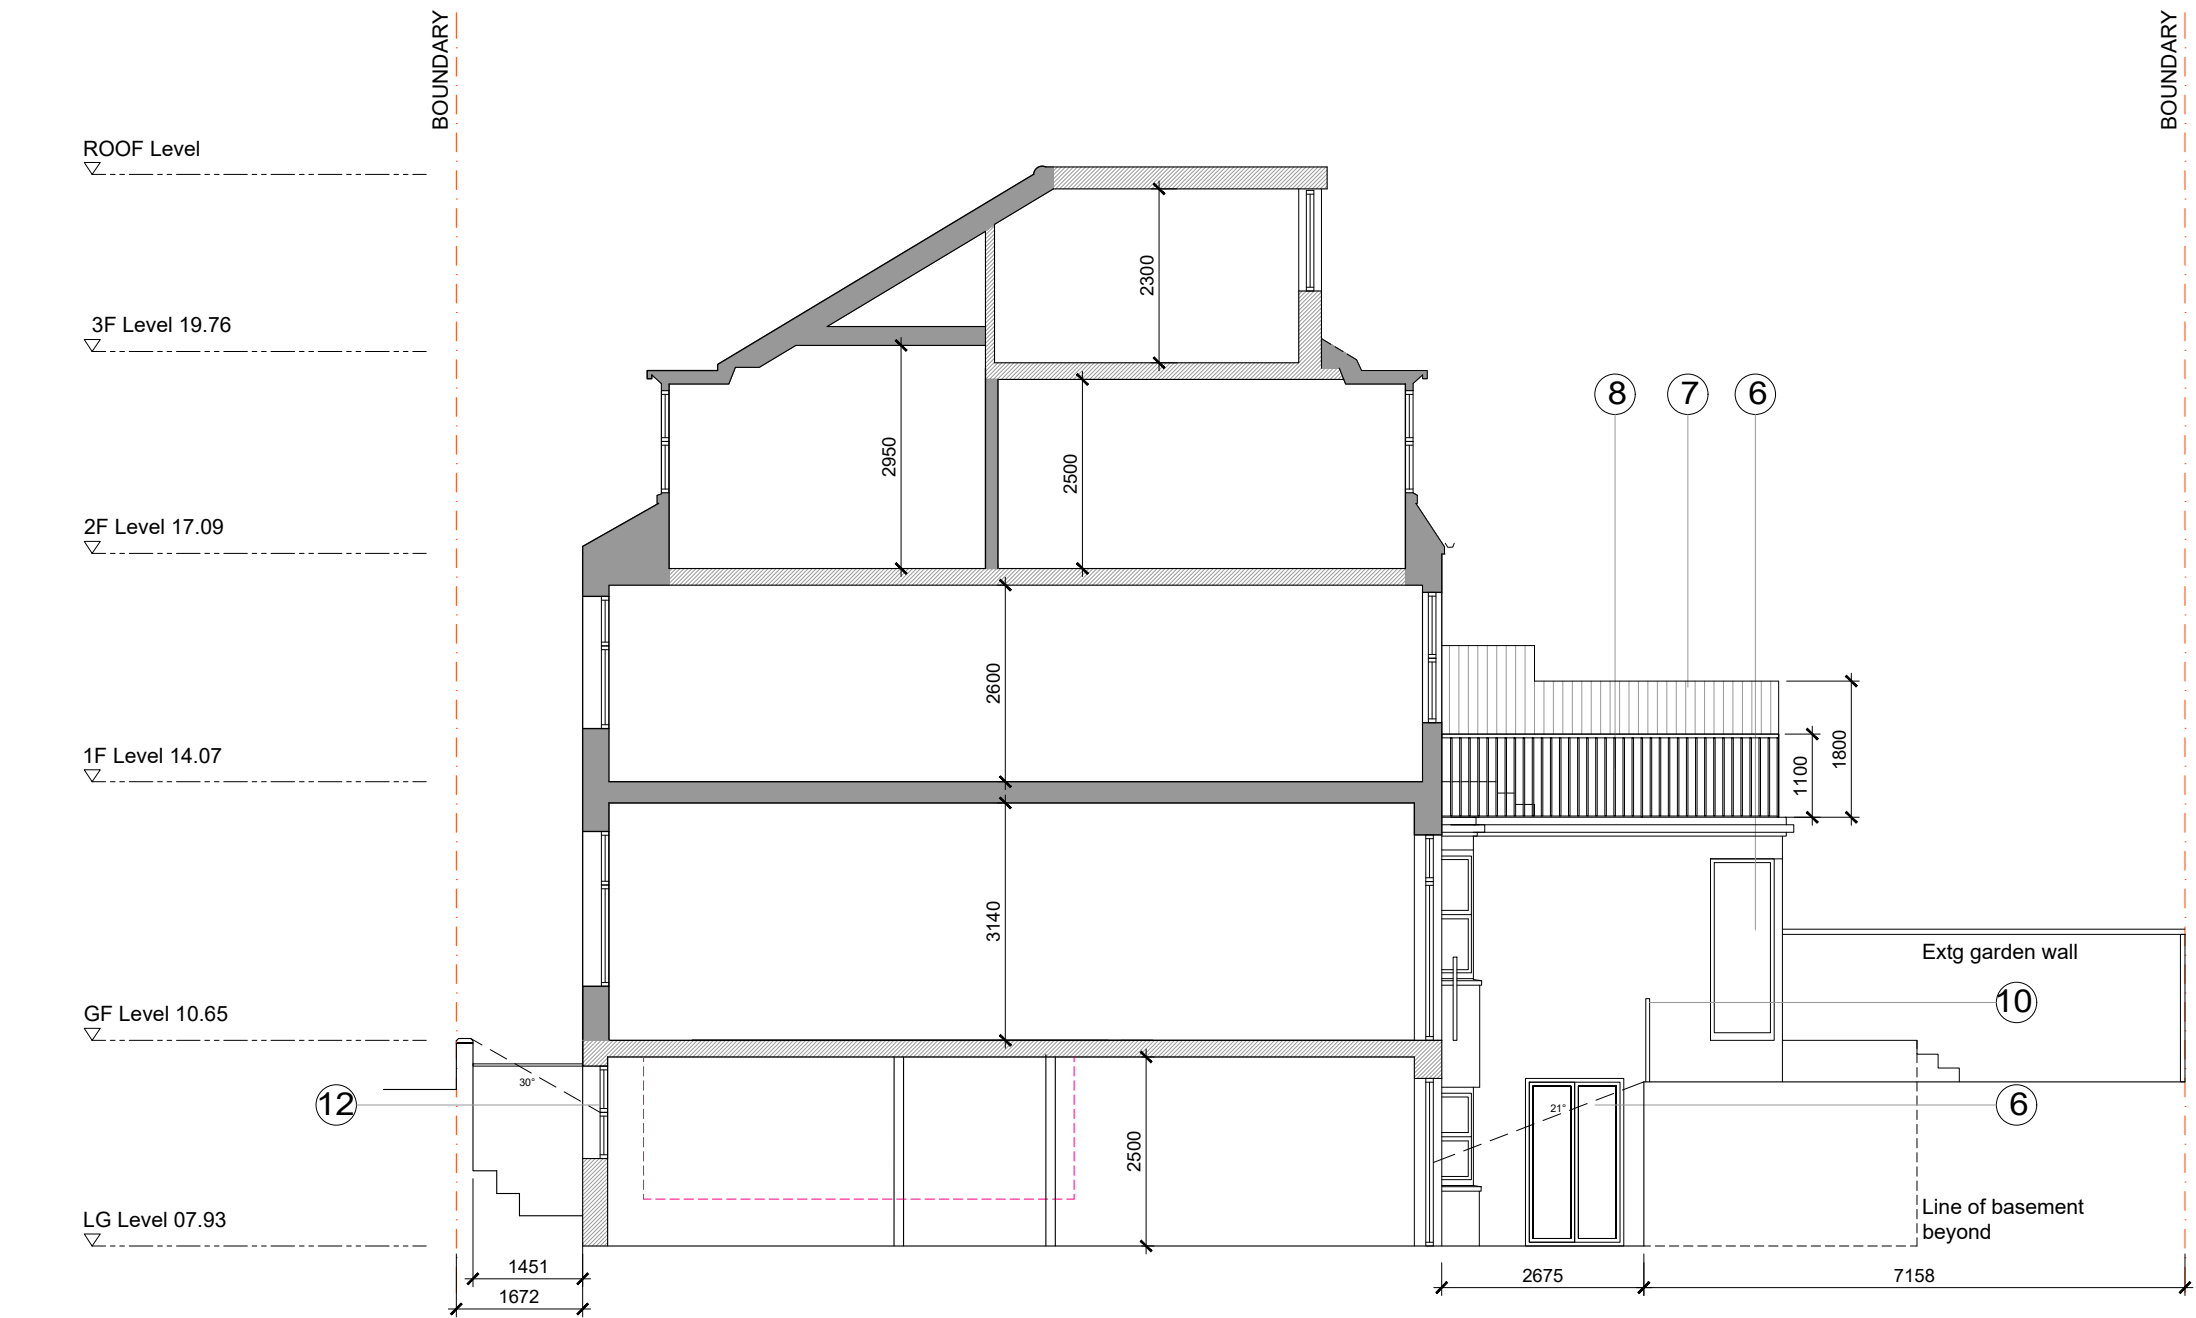 BOUNDARY
BOUNDARY
ROOF Level
3F Level 19.76
2300
8
7
6
2950
2500
2F Level 17.09
2600
1F Level 14.07
1100
1800
3140
Extg garden wall
10
GF Level 10.65
30°
12
21°
6
2500
Line of basement
beyond
LG Level 07.93
1451
1672
2675
7158